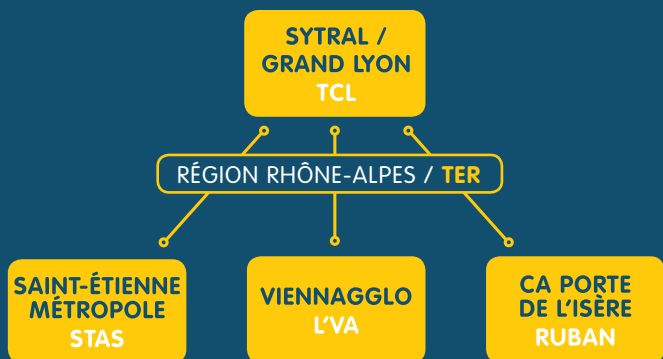 SYTRAL /
GRAND LYON
TCL
RÉGION RHÔNE-ALPES / TER
SAINT-ÉTIENNE
MÉTROPOLE
STAS
VIENNAGGLO
L'VA
CA PORTE
DE L'ISÈRE
RUBAN